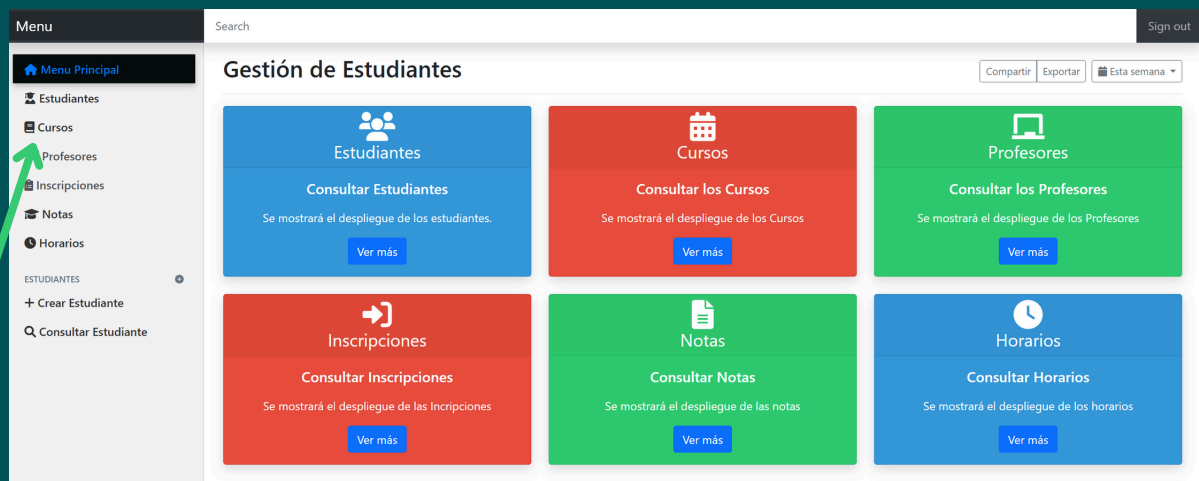 Menu
Search
Sign out
Menu Principal
Estudiantes
Cursos
Profesores
Inscripciones
Notas
Horarios
ESTUDIANTES
Crear Estudiante
Consultar Estudiante
Gestión de Estudiantes
Compartir
Exportar
Esta semana
Estudiantes
Consultar Estudiantes
Se mostrará el despliegue de los estudiantes.
Ver más
Cursos
Consultar los Cursos
Se mostrará el despliegue de los Cursos
Ver más
Profesores
Consultar los Profesores
Se mostrará el despliegue de los Profesores
Ver más
Inscripciones
Consultar Inscripciones
Se mostrará el despliegue de las Incripciones
Ver más
Notas
Consultar Notas
Se mostrará el despliegue de las notas
Ver más
Horarios
Consultar Horarios
Se mostrará el despliegue de los horarios
Ver más